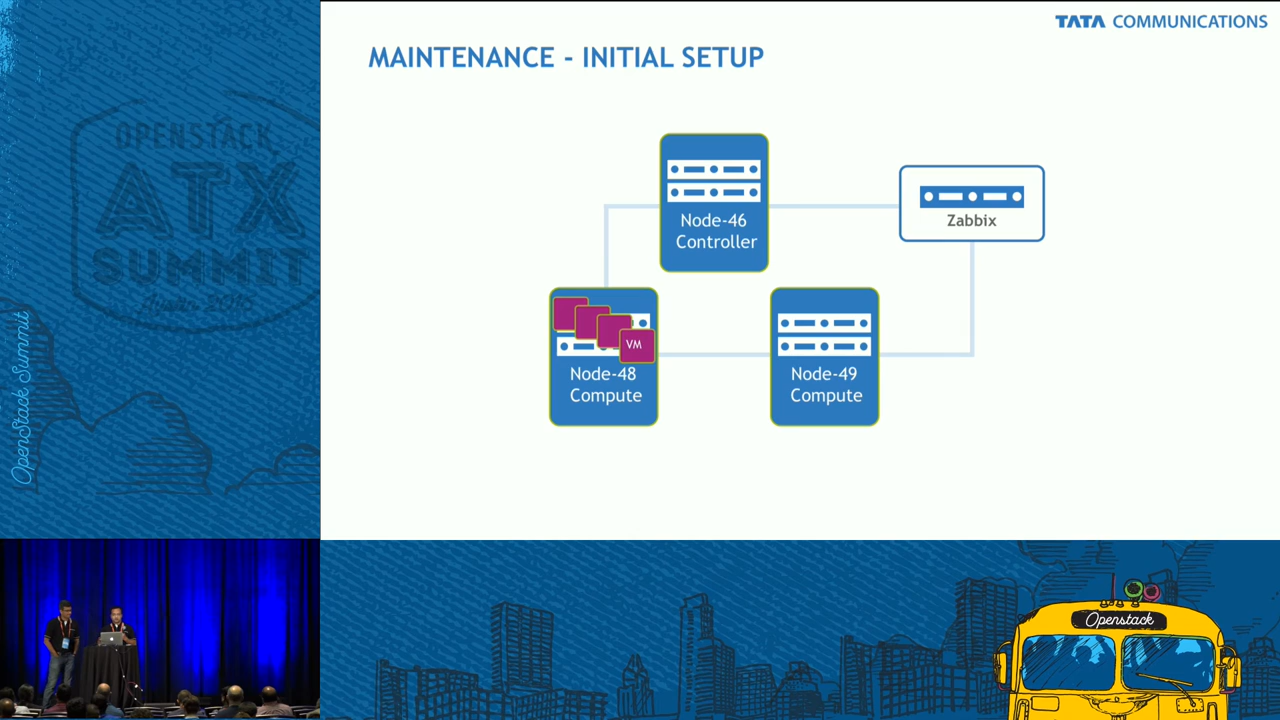 TATA COMMUNICATIONS
MAINTENANCE - INITIAL SETUP
Node-46
Controller
Zabbix
VM
Node-48
Compute
Node-49
Compute
OPENSTACK
ATX
SUMMIT
Austin 2016
OpenStack Summit
Openstack